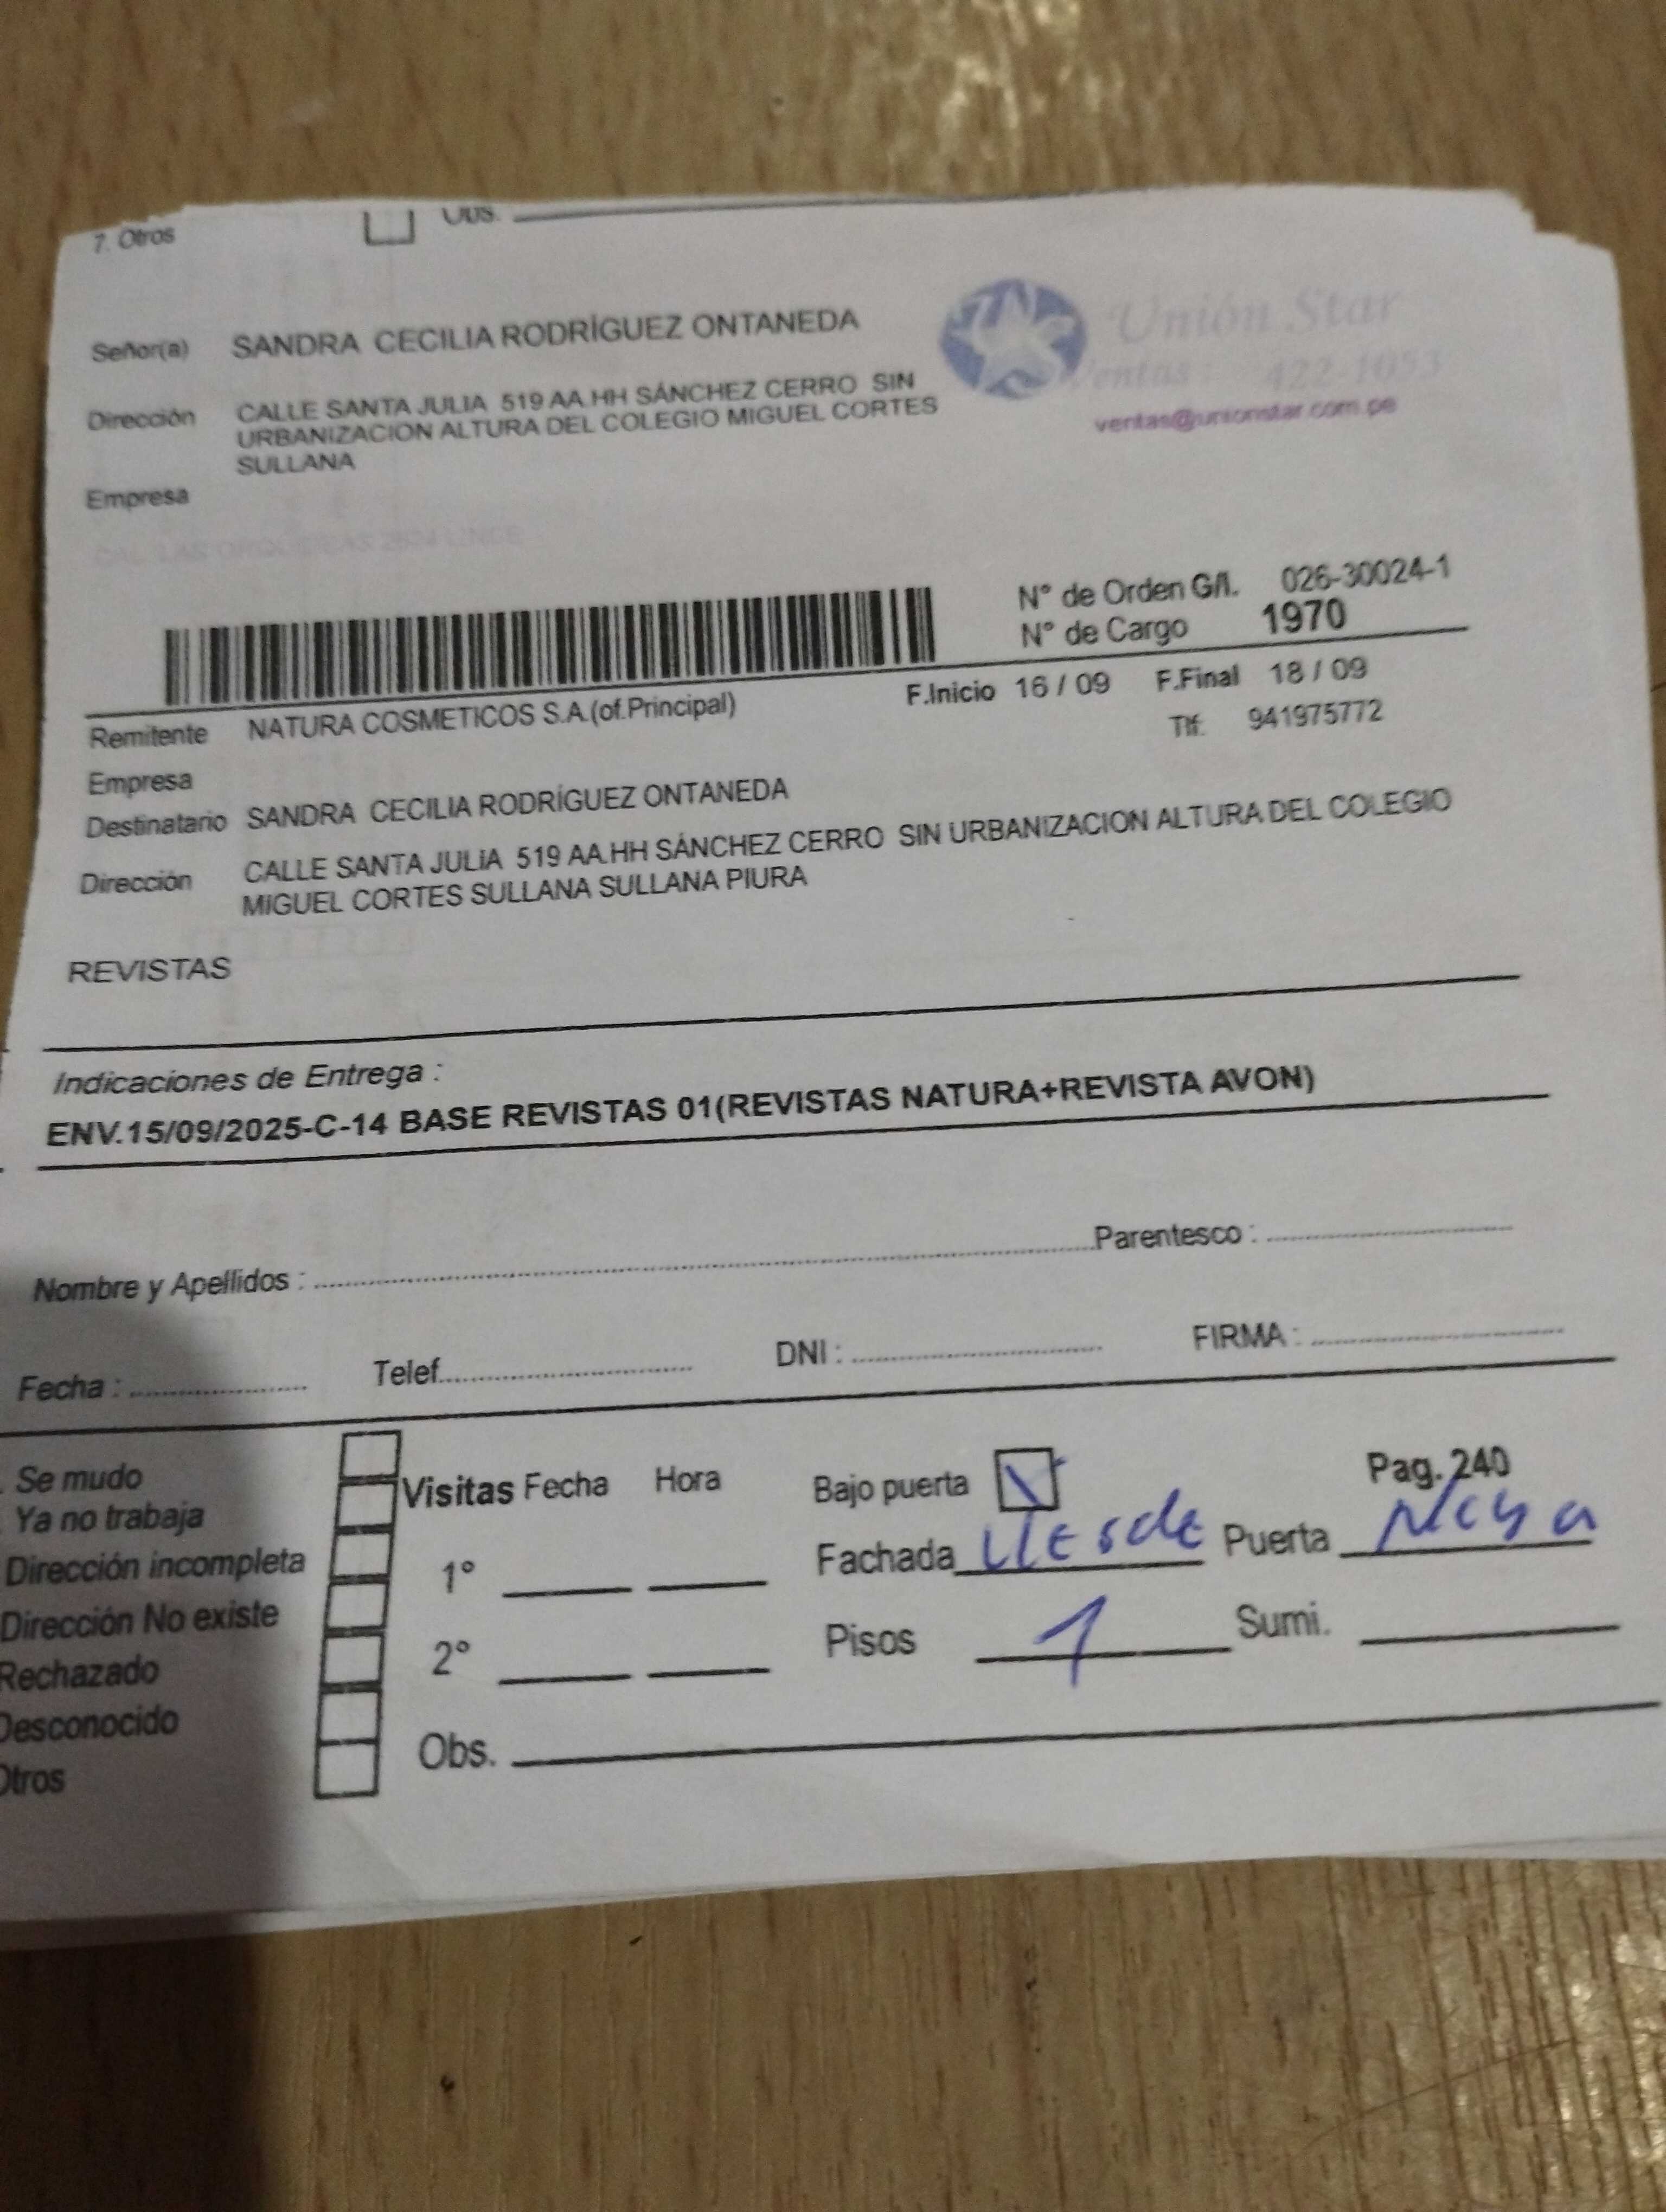 7. Otros Obs.
Unión Star
Ventas: 422-1053
ventas@unionstar.com.pe
Señor(a) SANDRA CECILIA RODRÍGUEZ ONTANEDA
Dirección CALLE SANTA JULIA 519 AA.HH SÁNCHEZ CERRO SIN
URBANIZACION ALTURA DEL COLEGIO MIGUEL CORTES
SULLANA
Empresa
N° de Orden G/I. 026-30024-1
N° de Cargo 1970
F.Inicio 16 / 09 F.Final 18 / 09
Remitente NATURA COSMETICOS S.A.(of.Principal) Tlf: 941975772
Empresa
Destinatario SANDRA CECILIA RODRÍGUEZ ONTANEDA
Dirección CALLE SANTA JULIA 519 AA.HH SÁNCHEZ CERRO SIN URBANIZACION ALTURA DEL COLEGIO
MIGUEL CORTES SULLANA SULLANA PIURA
REVISTAS
Indicaciones de Entrega :
ENV.15/09/2025-C-14 BASE REVISTAS 01(REVISTAS NATURA+REVISTA AVON)
Nombre y Apellidos : Parentesco :
Fecha : Telef. DNI : FIRMA :
Se mudo Visitas Fecha Hora Bajo puerta Pag. 240
Ya no trabaja
Dirección incompleta 1° Fachada Puerta
Dirección No existe
Rechazado 2° Pisos 1 Sumi.
Desconocido
Otros Obs.